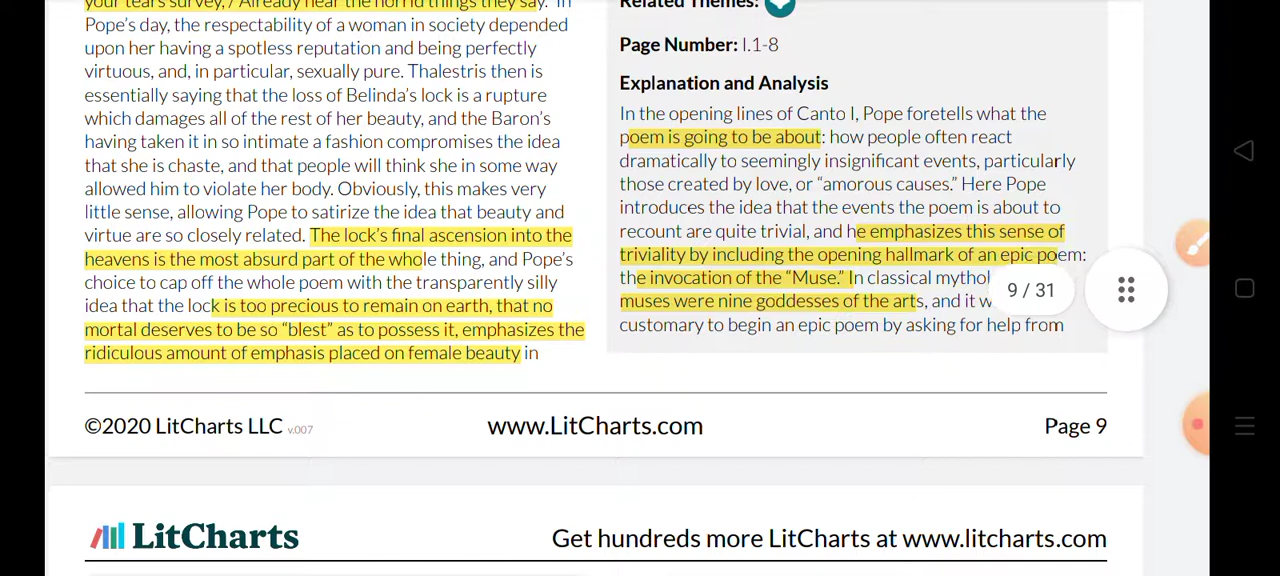 your tears survey, / Already hear the horrid things they say." In
Pope's day, the respectability of a woman in society depended
upon her having a spotless reputation and being perfectly
virtuous, and, in particular, sexually pure. Thalestris then is
essentially saying that the loss of Belinda's lock is a rupture
which damages all of the rest of her beauty, and the Baron's
having taken it in so intimate a fashion compromises the idea
that she is chaste, and that people will think she in some way
allowed him to violate her body. Obviously, this makes very
little sense, allowing Pope to satirize the idea that beauty and
virtue are so closely related. The lock's final ascension into the
heavens is the most absurd part of the whole thing, and Pope's
choice to cap off the whole poem with the transparently silly
idea that the lock is too precious to remain on earth, that no
mortal deserves to be so "blest" as to possess it, emphasizes the
ridiculous amount of emphasis placed on female beauty in
Related Themes:
Page Number: I.1-8
Explanation and Analysis
In the opening lines of Canto I, Pope foretells what the
poem is going to be about: how people often react
dramatically to seemingly insignificant events, particularly
those created by love, or "amorous causes." Here Pope
introduces the idea that the events the poem is about to
recount are quite trivial, and he emphasizes this sense of
triviality by including the opening hallmark of an epic poem:
the invocation of the "Muse." In classical mythol
muses were nine goddesses of the arts, and it w
customary to begin an epic poem by asking for help from
9 / 31
©2020 LitCharts LLC v.007
www.LitCharts.com
Page 9
LitCharts
Get hundreds more LitCharts at www.litcharts.com